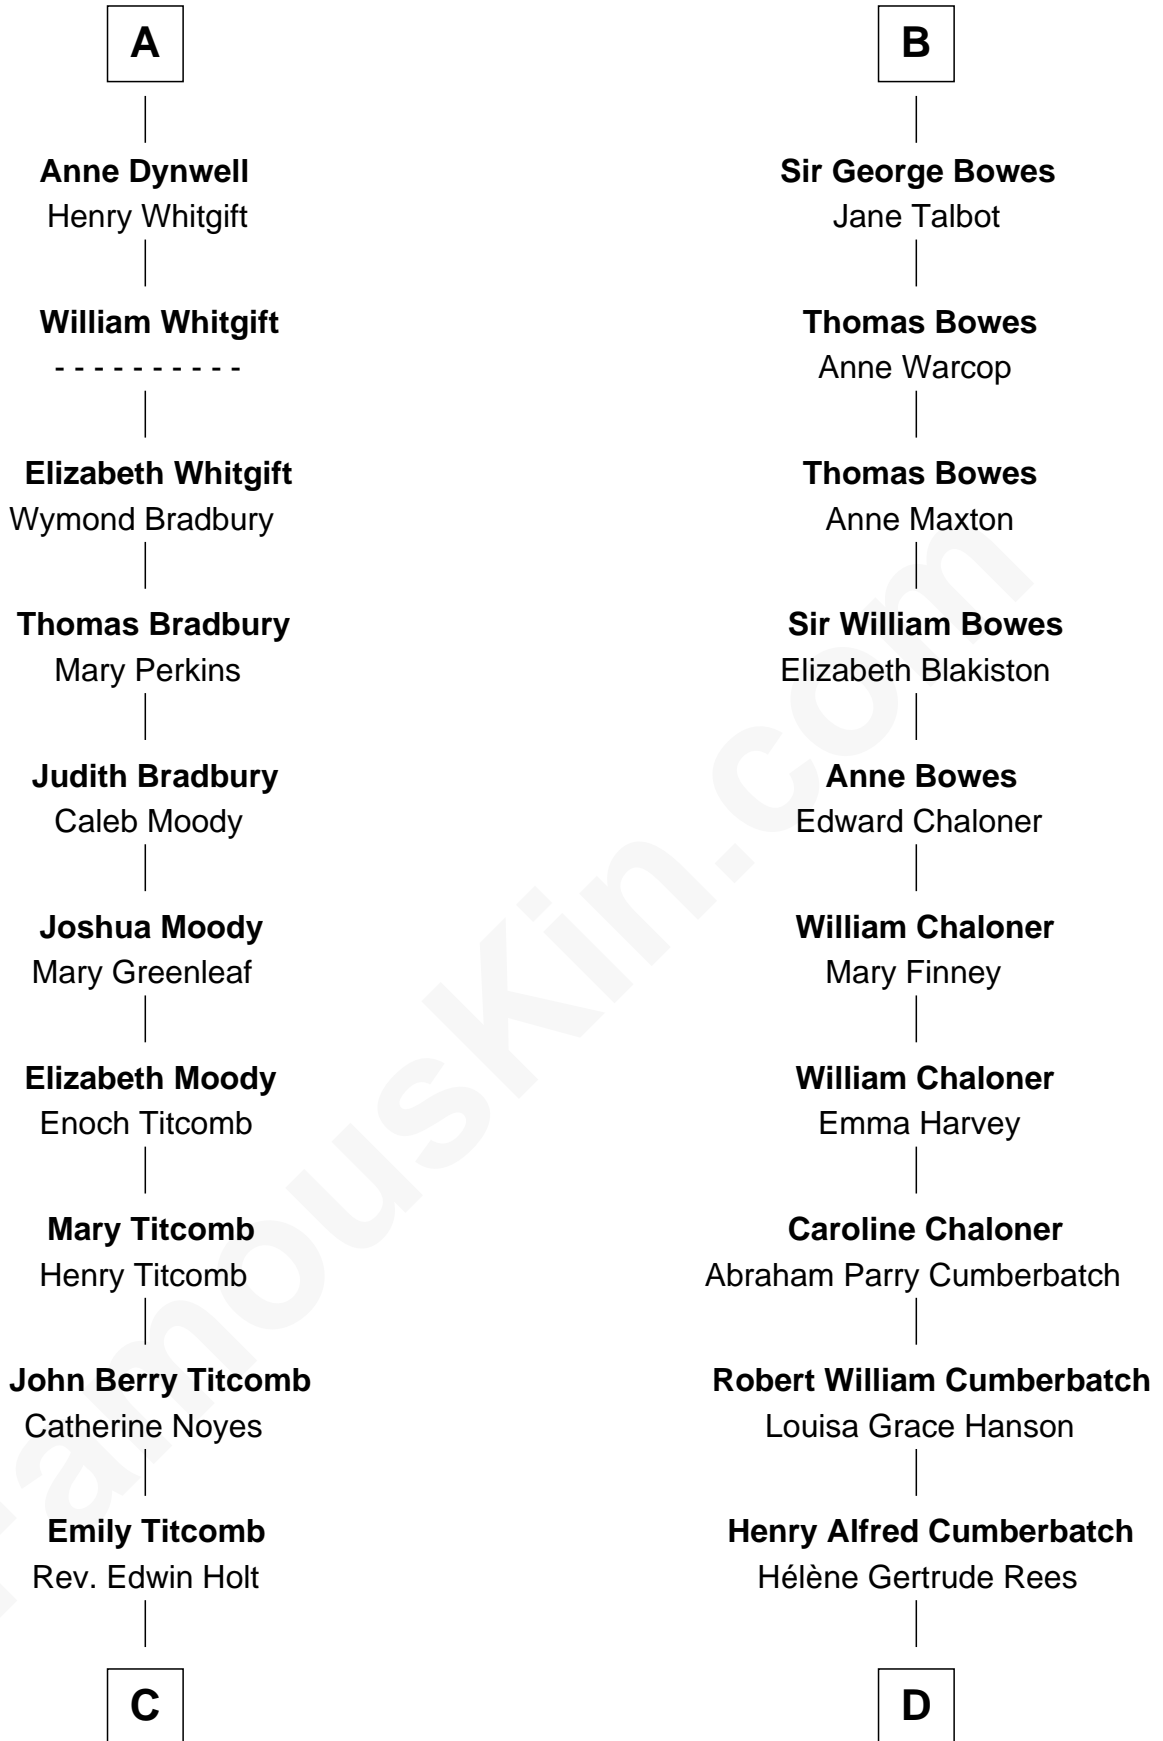 A
Anne Dynwell
Henry Whitgift
William Whitgift
- - - - - - - - - -
Elizabeth Whitgift
Wymond Bradbury
Thomas Bradbury
Mary Perkins
Judith Bradbury
Caleb Moody
Joshua Moody
Mary Greenleaf
Elizabeth Moody
Enoch Titcomb
Mary Titcomb
Henry Titcomb
John Berry Titcomb
Catherine Noyes
Emily Titcomb
Rev. Edwin Holt
C
B
Sir George Bowes
Jane Talbot
Thomas Bowes
Anne Warcop
Thomas Bowes
Anne Maxton
Sir William Bowes
Elizabeth Blakiston
Anne Bowes
Edward Chaloner
William Chaloner
Mary Finney
William Chaloner
Emma Harvey
Caroline Chaloner
Abraham Parry Cumberbatch
Robert William Cumberbatch
Louisa Grace Hanson
Henry Alfred Cumberbatch
Hélène Gertrude Rees
D
FamousKin.com